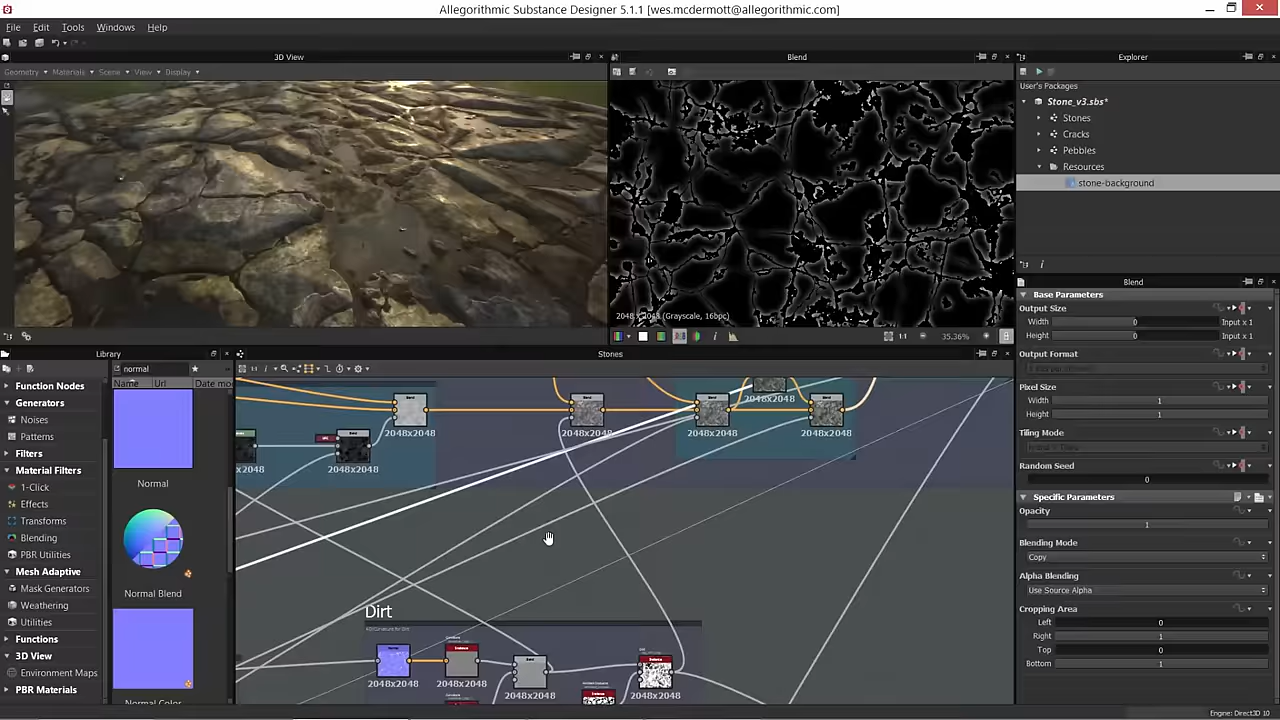 Allegorithmic Substance Designer 5.1.1 [wes.mcdermott@allegorithmic.com]
File Edit Tools Windows Help
3D View
Geometry Materials Scene View Display
Blend
2048 x 2048 (Grayscale, 16bpc)
1:1 35.36%
Explorer
User's Packages
Stone_v3.sbs*
Stones
Cracks
Pebbles
Resources
stone-background
Library
normal
Name Url Date mod
Function Nodes
Generators
Noises
Patterns
Filters
Material Filters
1-Click
Effects
Transforms
Blending
PBR Utilities
Mesh Adaptive
Mask Generators
Weathering
Utilities
Functions
3D View
Environment Maps
PBR Materials
Normal
Normal Blend
Normal Color
Stones
2048x2048
2048x2048
2048x2048
2048x2048
2048x2048
x2048
2048x2048
Dirt
2048x2048
2048x2048
2048x2048
2048x2048
Blend
Base Parameters
Output Size
Width 0 Input x 1
Height 0 Input x 1
Output Format
Pixel Size
Width 1
Height 1
Tiling Mode
Random Seed
0
Specific Parameters
Opacity
1
Blending Mode
Copy
Alpha Blending
Use Source Alpha
Cropping Area
Left 0
Right 1
Top 0
Bottom 1
Engine: Direct3D 10